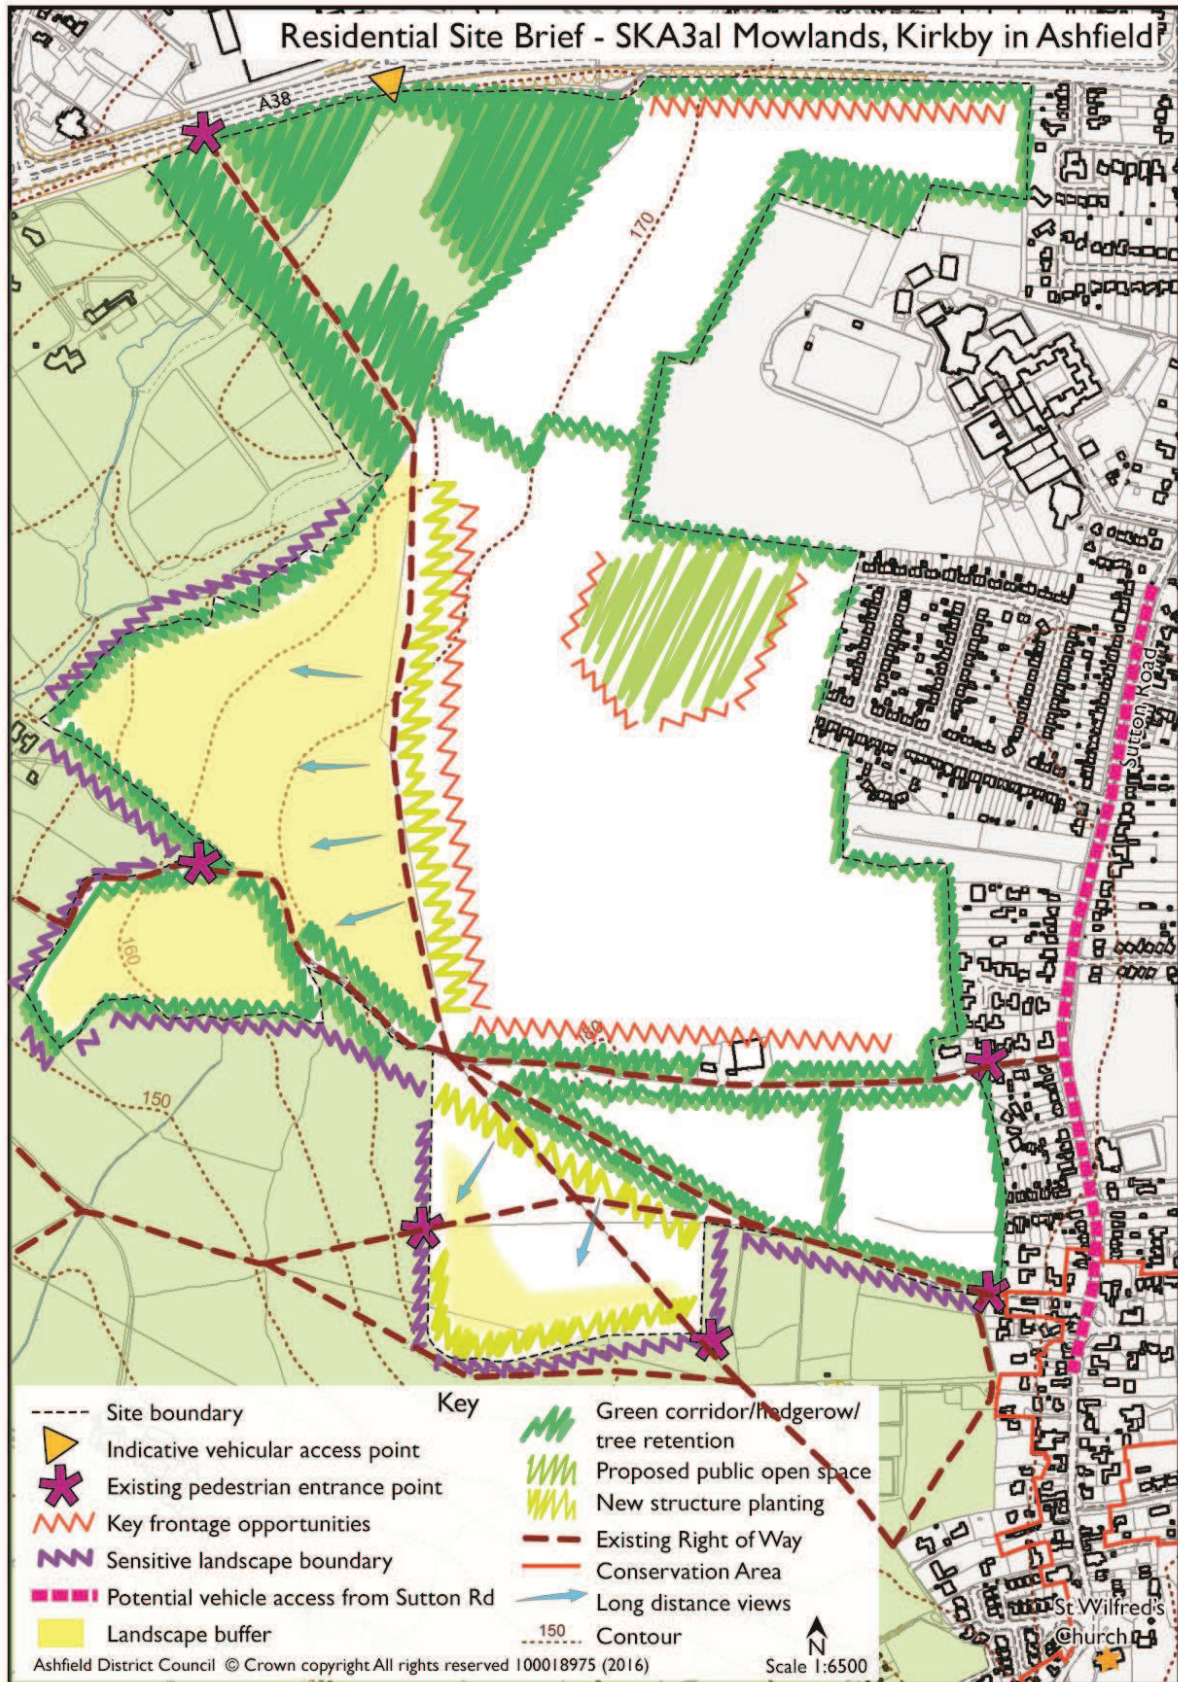 Residential Site Brief - SKA3al Mowlands, Kirkby in Ashfield
A38
170
Sutton Road
160
180
150
Key
Site boundary
Indicative vehicular access point
Existing pedestrian entrance point
Key frontage opportunities
Sensitive landscape boundary
Potential vehicle access from Sutton Rd
Landscape buffer
Green corridor/hedgerow/
tree retention
Proposed public open space
New structure planting
Existing Right of Way
Conservation Area
Long distance views
150
Contour
N
Scale 1:6500
Ashfield District Council © Crown copyright All rights reserved 100018975 (2016)
St Wilfred's
Church